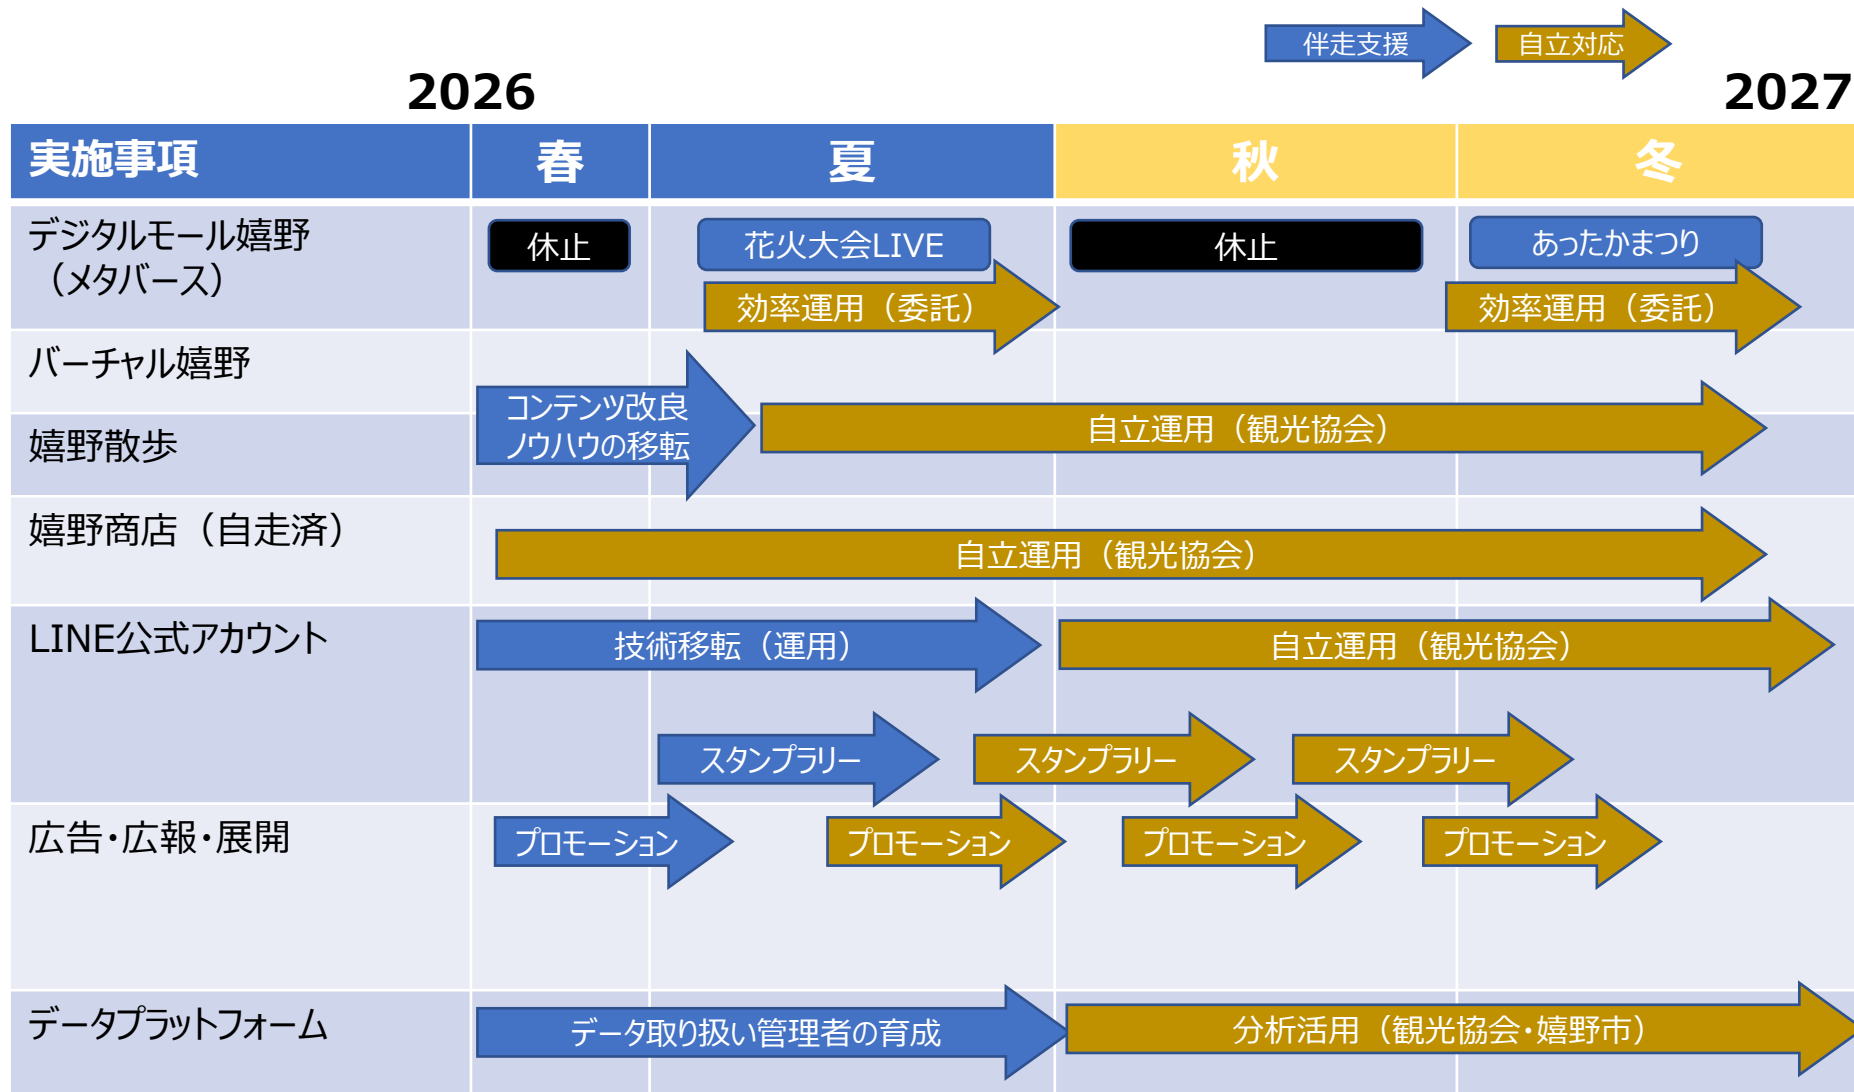 伴走支援
自立対応
2026
2027
実施事項
春
夏
秋
冬
デジタルモール嬉野
（メタバース）
休止
花火大会LIVE
休止
あったかまつり
効率運用（委託）
効率運用（委託）
バーチャル嬉野
コンテンツ改良
ノウハウの移転
自立運用（観光協会）
嬉野散歩
嬉野商店（自走済）
自立運用（観光協会）
LINE公式アカウント
技術移転（運用）
自立運用（観光協会）
スタンプラリー
スタンプラリー
スタンプラリー
広告・広報・展開
プロモーション
プロモーション
プロモーション
プロモーション
データプラットフォーム
データ取り扱い管理者の育成
分析活用（観光協会・嬉野市）